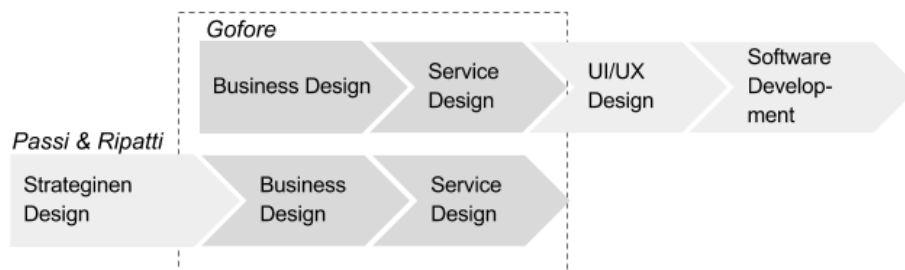 Gofore
Business Design
Service
Design
UI/UX
Design
Software
Develop-
ment
Passi & Ripatti
Strateginen
Design
Business
Design
Service
Design